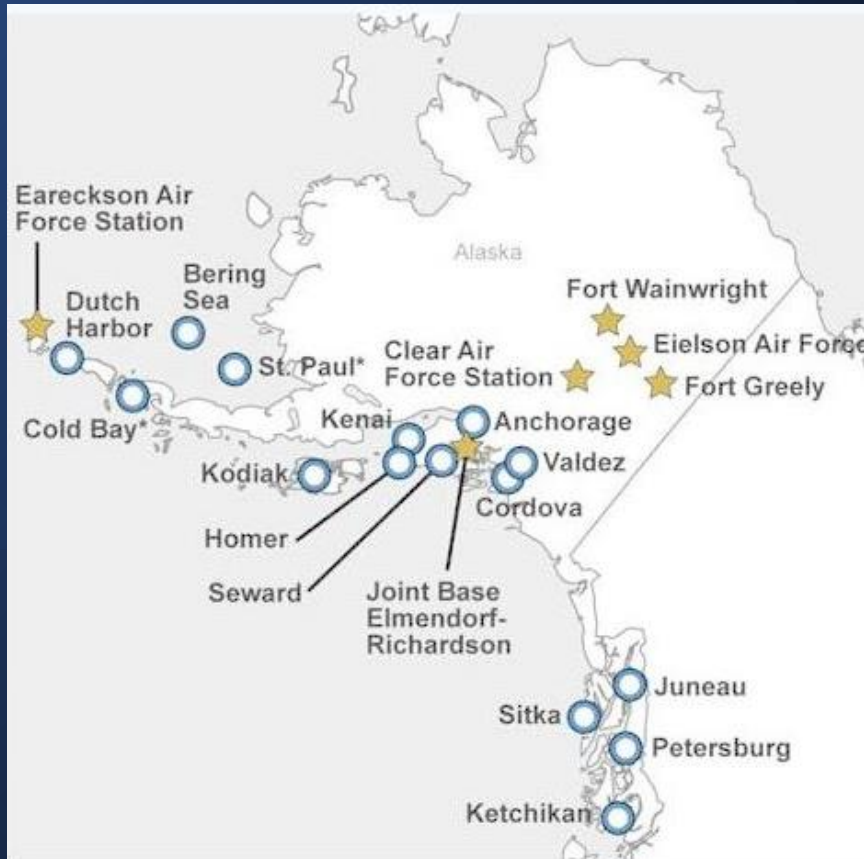 Eareckson Air
Force Station
Bering
Sea
Dutch
Harbor
Alaska
Fort Wainwright
Clear Air
Force Station
Eielson Air Force
St. Paul*
Fort Greely
Cold Bay*
Kenai
Anchorage
Kodiak
Valdez
Cordova
Homer
Seward
Joint Base
Elmendorf-
Richardson
Juneau
Sitka
Petersburg
Ketchikan